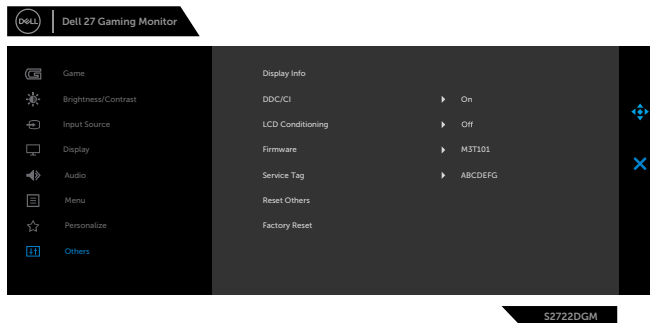 DELL
Dell 27 Gaming Monitor
Game
Display Info
Brightness/Contrast
DDC/CI
On
Input Source
LCD Conditioning
Off
Display
Firmware
M3T101
Audio
Service Tag
ABCDEFG
Menu
Reset Others
Personalize
Factory Reset
Others
S2722DGM